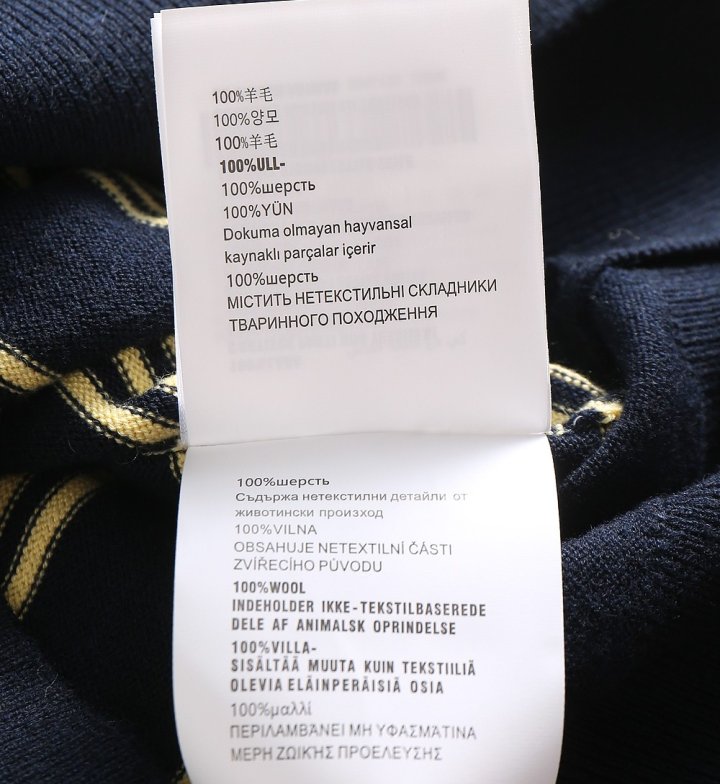 100%羊毛
100%양모
100%羊毛
100%ULL-
100%шерсть
100%YÜN
Dokuma olmayan hayvansal
kaynaklı parçalar içerir
100%шерсть
МІСТИТЬ НЕТЕКСТИЛЬНІ СКЛАДНИКИ
ТВАРИННОГО ПОХОДЖЕННЯ
100%шерсть
Съдържа нетекстилни детайли от
животински произход
100%VILNA
OBSAHUJE NETEXTILNÍ ČÁSTI
ZVÍŘECÍHO PŮVODU
100%WOOL
INDEHOLDER IKKE-TEKSTILBASEREDE
DELE AF ANIMALSK OPRINDELSE
100%VILLA-
SISÄLTÄÄ MUUTA KUIN TEKSTIILIÄ
OLEVIA ELÄINPERÄISIÄ OSIA
100%μαλλί
ΠΕΡΙΛΑΜΒΆΝΕΙ ΜΗ ΥΦΑΣΜΆΤΙΝΑ
ΜΕΡΗ ΖΩΙΚΉΣ ΠΡΟΕΛΕΥΣΗΣ